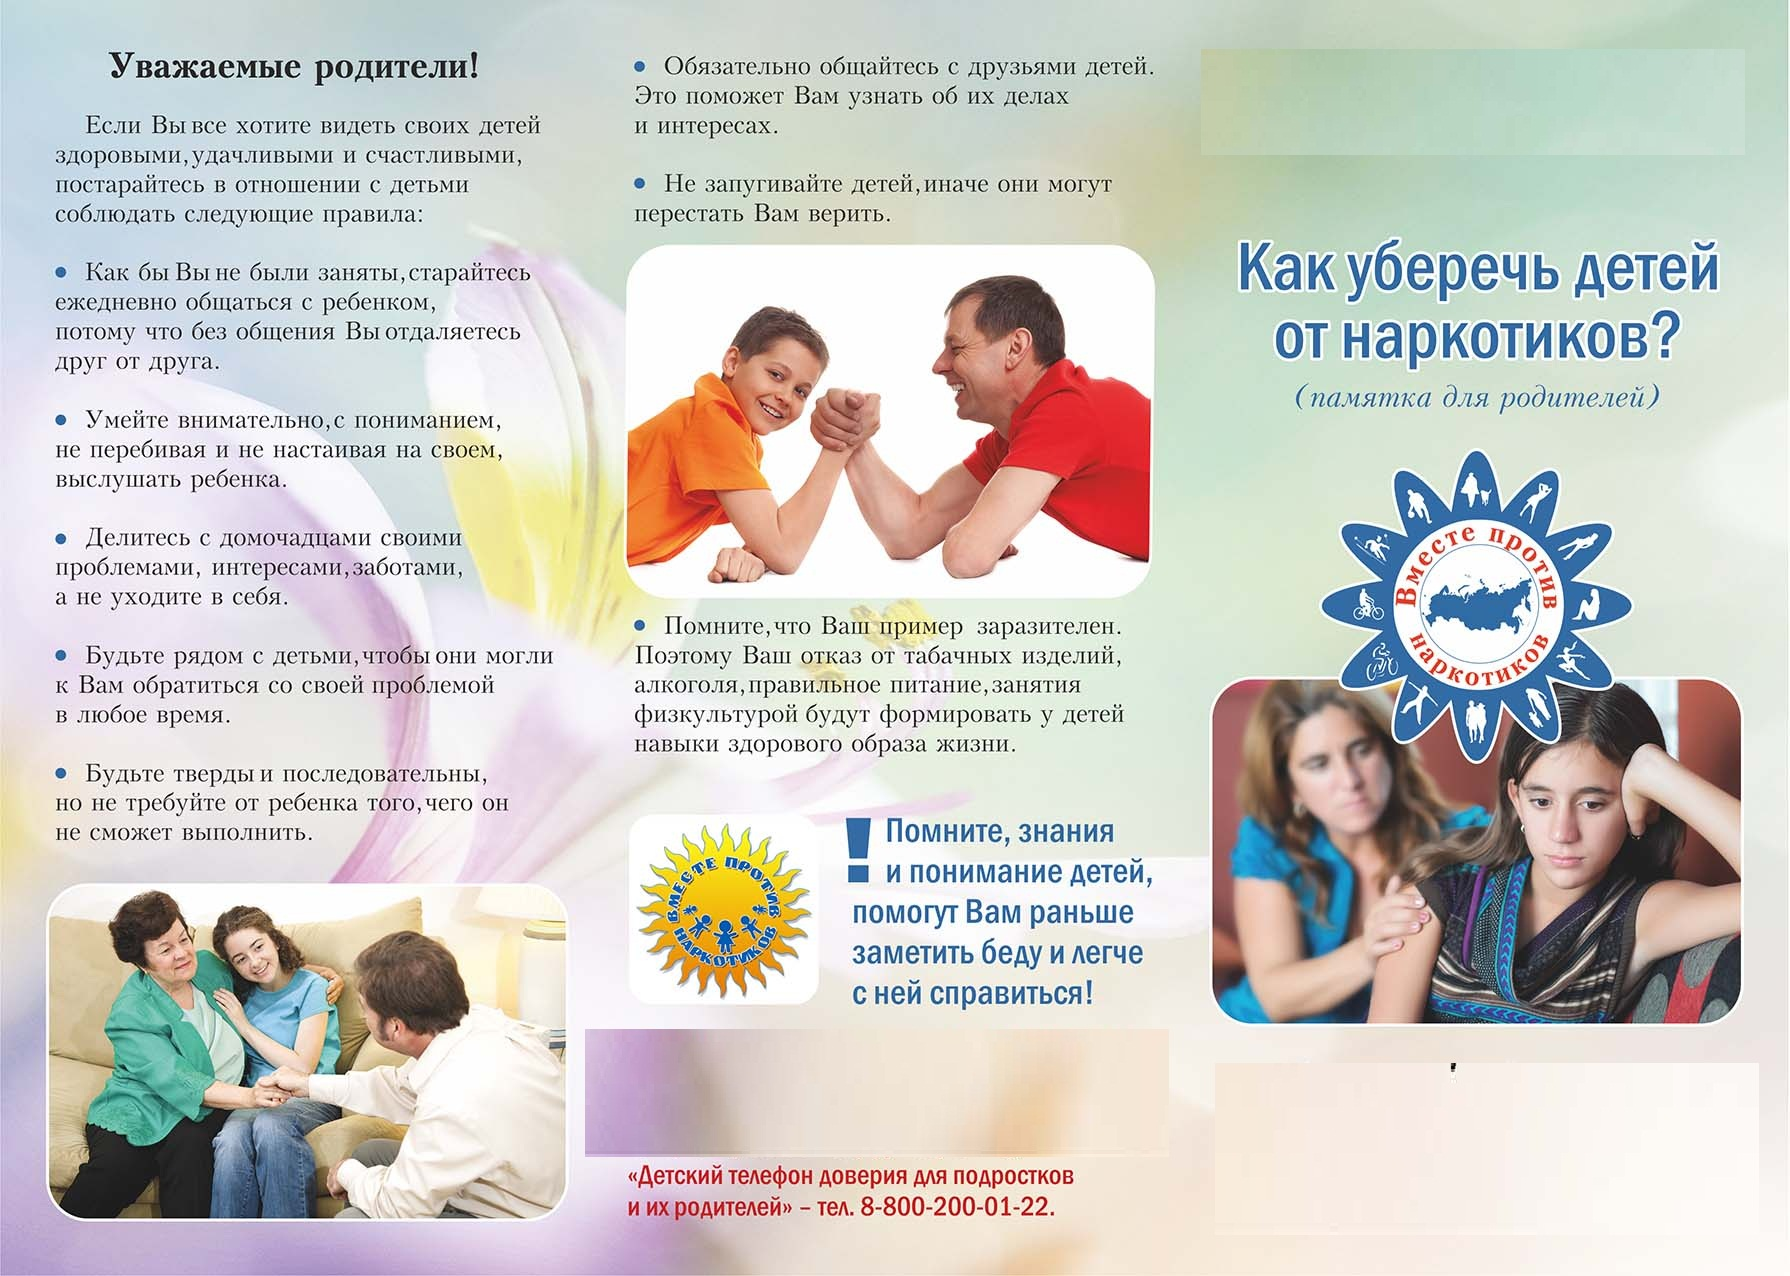 Уважаемые родители!
Если Вы все хотите видеть своих детей
здоровыми, удачливыми и счастливыми,
постарайтесь в отношении с детьми
соблюдать следующие правила:
• Как бы Вы не были заняты, старайтесь
ежедневно общаться с ребенком,
потому что без общения Вы отдаляетесь
друг от друга.
• Умейте внимательно, с пониманием,
не перебивая и не настаивая на своем,
выслушать ребенка.
• Делитесь с домочадцами своими
проблемами, интересами, заботами,
а не уходите в себя.
• Будьте рядом с детьми, чтобы они могли
к Вам обратиться со своей проблемой
в любое время.
• Будьте тверды и последовательны,
но не требуйте от ребенка того, чего он
не сможет выполнить.
• Обязательно общайтесь с друзьями детей.
Это поможет Вам узнать об их делах
и интересах.
• Не запугивайте детей, иначе они могут
перестать Вам верить.
• Помните, что Ваш пример заразителен.
Поэтому Ваш отказ от табачных изделий,
алкоголя, правильное питание, занятия
физкультурой будут формировать у детей
навыки здорового образа жизни.
ВМЕСТЕ ПРОТИВ
НАРКОТИКОВ
! Помните, знания
и понимание детей,
помогут Вам раньше
заметить беду и легче
с ней справиться!
«Детский телефон доверия для подростков
и их родителей» – тел. 8-800-200-01-22.
Как уберечь детей
от наркотиков?
(памятка для родителей)
Вместе против
наркотиков